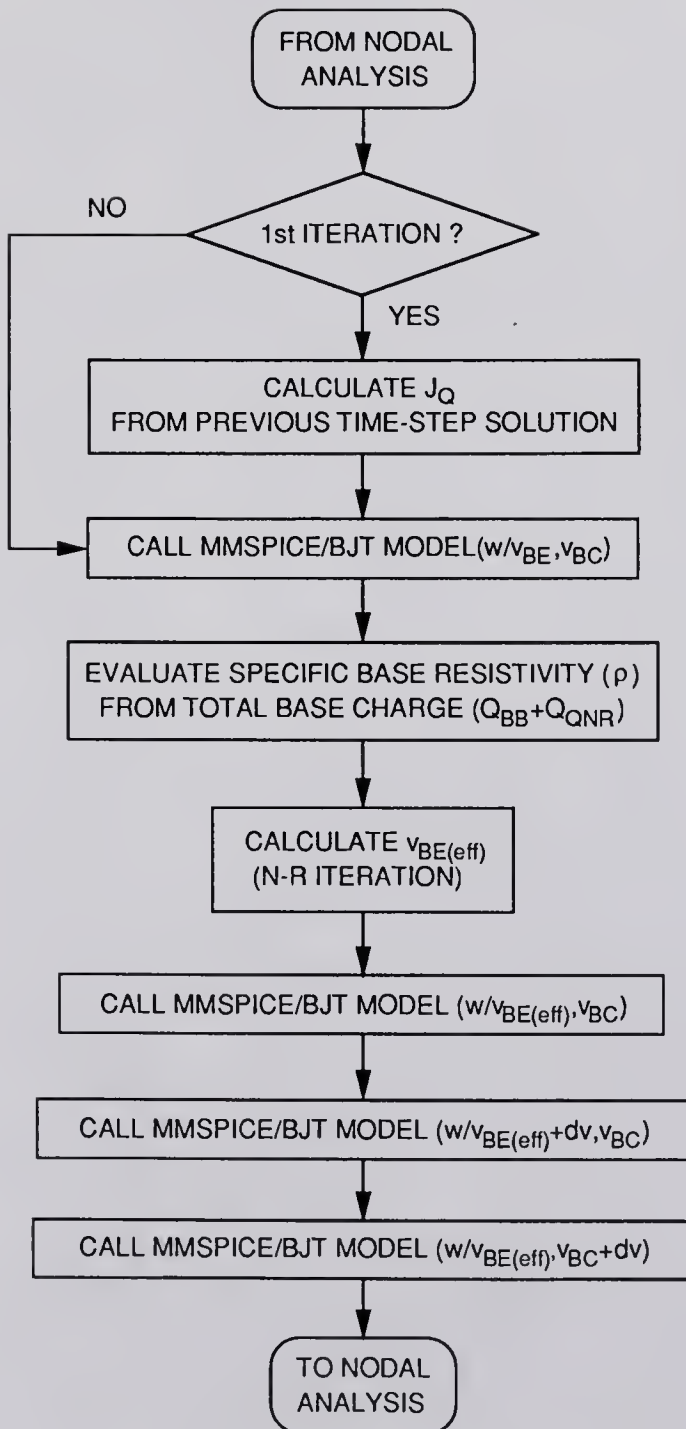 FROM NODAL
ANALYSIS
1st ITERATION ?
NO
YES
CALCULATE J_Q
FROM PREVIOUS TIME-STEP SOLUTION
CALL MMSPICE/BJT MODEL(w/v_BE,v_BC)
EVALUATE SPECIFIC BASE RESISTIVITY (ρ)
FROM TOTAL BASE CHARGE (Q_BB+Q_QNR)
CALCULATE v_BE(eff)
(N-R ITERATION)
CALL MMSPICE/BJT MODEL (w/v_BE(eff),v_BC)
CALL MMSPICE/BJT MODEL (w/v_BE(eff)+dv,v_BC)
CALL MMSPICE/BJT MODEL (w/v_BE(eff),v_BC+dv)
TO NODAL
ANALYSIS